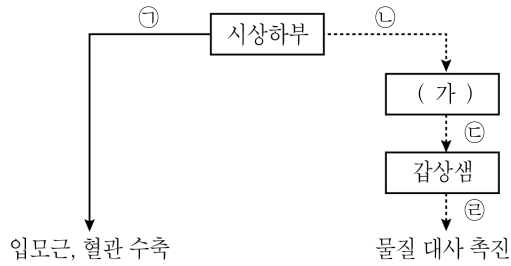 ㉠ 시상하부 ㉡
( 가 )
㉢
갑상샘
㉣
입모근, 혈관 수축 물질 대사 촉진